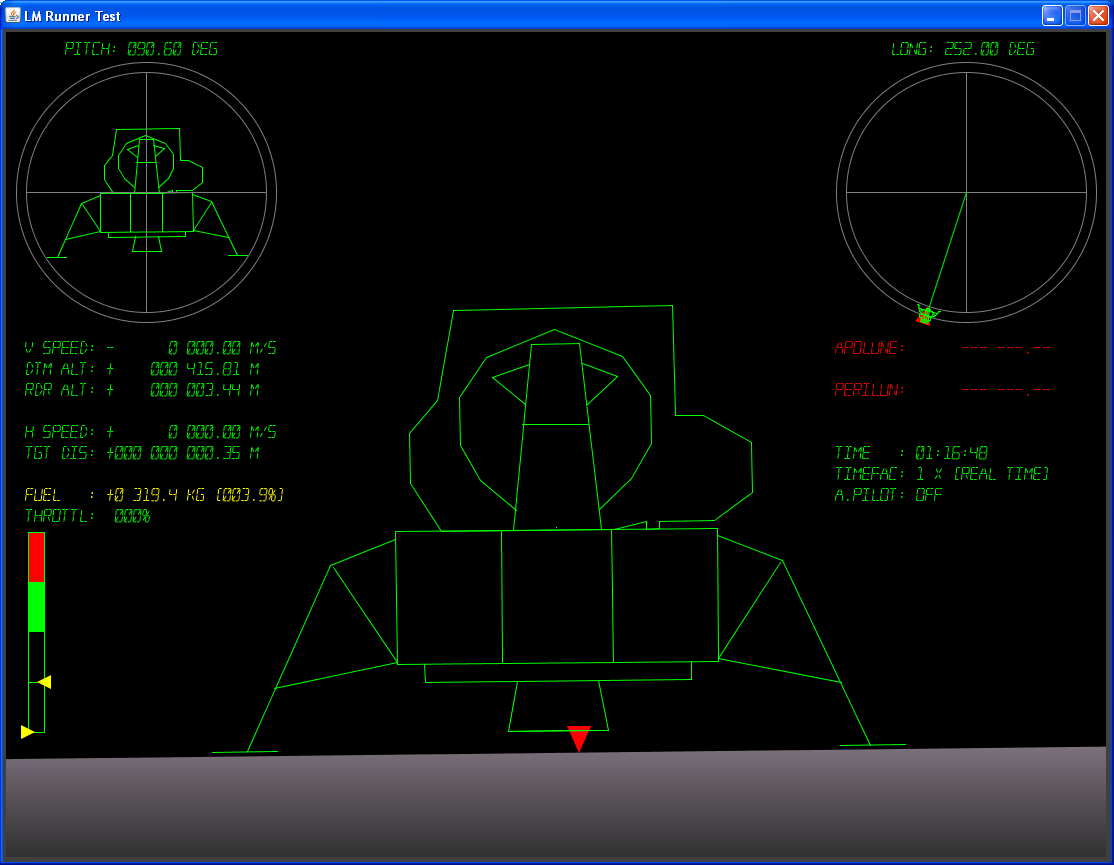 LM Runner Test
PITCH: 090.60 DEG
LONG: 252.00 DEG
V SPEED: - 0 000.00 M/S
DTM ALT: + 000 415.81 M
RDR ALT: + 000 003.44 M
H SPEED: + 0 000.00 M/S
TGT DIS: +000 000 000.35 M
FUEL : +0 319.4 KG (003.9%)
THROTTL: 000%
APOLUNE: --- ---.--
PERILUN: --- ---.--
TIME : 01:16:48
TIMEFAC: 1 X (REAL TIME)
A.PILOT: OFF